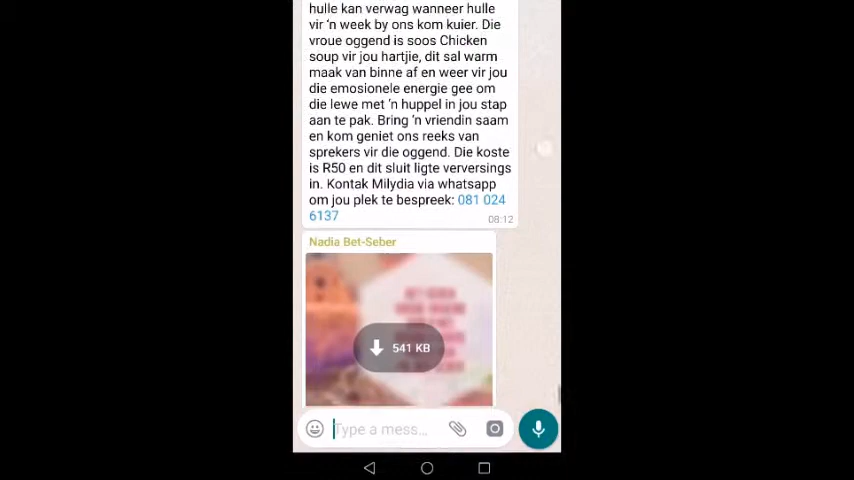 hulle kan verwag wanneer hulle
vir 'n week by ons kom kuier. Die
vroue oggend is soos Chicken
soup vir jou hartjie, dit sal warm
maak van binne af en weer vir jou
die emosionele energie gee om
die lewe met 'n huppel in jou stap
aan te pak. Bring 'n vriendin saam
en kom geniet ons reeks van
sprekers vir die oggend. Die koste
is R50 en dit sluit ligte verversings
in. Kontak Milydia via whatsapp
om jou plek te bespreek: 081 024
6137
08:12
Nadia Bet-Seber
541 KB
Type a mess...